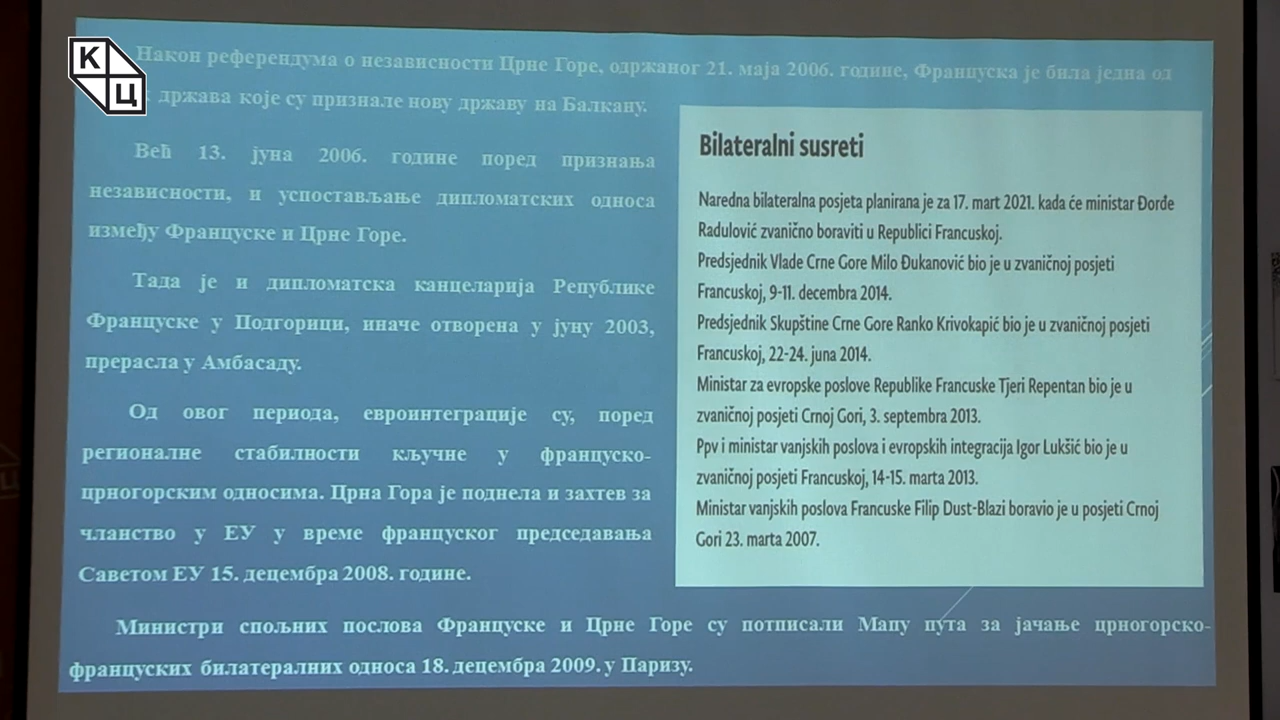 К
Ц
Након референдума о независности Црне Горе, одржаног 21. маја 2006. године, Француска је била једна од
држава које су признале нову државу на Балкану.
Већ 13. јуна 2006. године поред признања
независности, и успостављање дипломатских односа
између Француске и Црне Горе.
Тада је и дипломатска канцеларија Републике
Француске у Подгорици, иначе отворена у јуну 2003,
прерасла у Амбасаду.
Од овог периода, евроинтеграције су, поред
регионалне стабилности кључне у француско-
црногорским односима. Црна Гора је поднела и захтев за
чланство у ЕУ у време француског председавања
Саветом ЕУ 15. децембра 2008. године.
Bilateralni susreti
Naredna bilateralna posjeta planirana je za 17. mart 2021. kada će ministar Đorđe
Radulović zvanično boraviti u Republici Francuskoj.
Predsjednik Vlade Crne Gore Milo Đukanović bio je u zvaničnoj posjeti
Francuskoj, 9-11. decembra 2014.
Predsjednik Skupštine Crne Gore Ranko Krivokapić bio je u zvaničnoj posjeti
Francuskoj, 22-24. juna 2014.
Ministar za evropske poslove Republike Francuske Tjeri Repentan bio je u
zvaničnoj posjeti Crnoj Gori, 3. septembra 2013.
Ppv i ministar vanjskih poslova i evropskih integracija Igor Lukšić bio je u
zvaničnoj posjeti Francuskoj, 14-15. marta 2013.
Ministar vanjskih poslova Francuske Filip Dust-Blazi boravio je u posjeti Crnoj
Gori 23. marta 2007.
Министри спољних послова Француске и Црне Горе су потписали Мапу пута за јачање црногорско-
француских билатералних односа 18. децембра 2009. у Паризу.